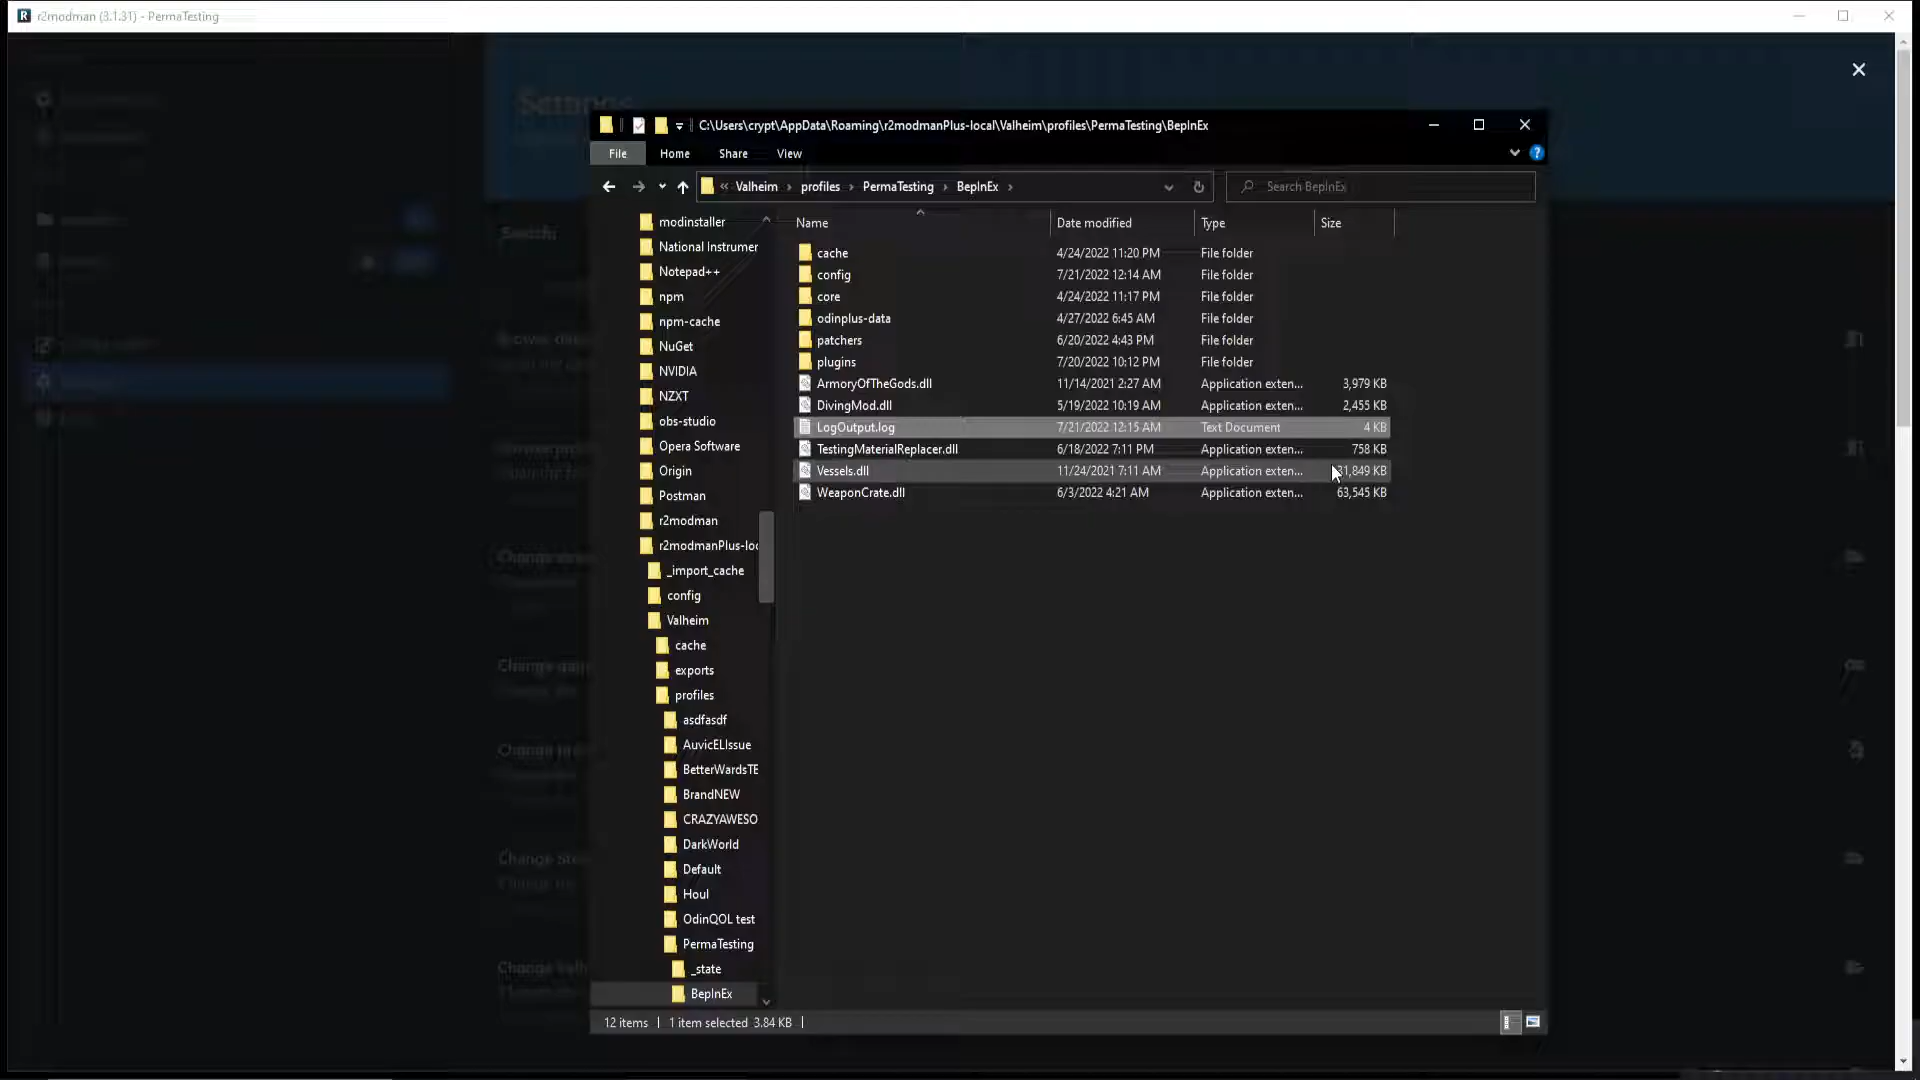 r2modman (3.1.31) - PermaTesting
Settings
C:\Users\crypt\AppData\Roaming\r2modmanPlus-local\Valheim\profiles\PermaTesting\BepInEx
File Home Share View
« Valheim › profiles › PermaTesting › BepInEx ›
Search BepInEx
Name Date modified Type Size
cache 4/24/2022 11:20 PM File folder
config 7/21/2022 12:14 AM File folder
core 4/24/2022 11:17 PM File folder
odinplus-data 4/27/2022 6:45 AM File folder
patchers 6/20/2022 4:43 PM File folder
plugins 7/20/2022 10:12 PM File folder
ArmoryOfTheGods.dll 11/14/2021 2:27 AM Application exten... 3,979 KB
DivingMod.dll 5/19/2022 10:19 AM Application exten... 2,455 KB
LogOutput.log 7/21/2022 12:15 AM Text Document 4 KB
TestingMaterialReplacer.dll 6/18/2022 7:11 PM Application exten... 758 KB
Vessels.dll 11/24/2021 7:11 AM Application exten... 31,849 KB
WeaponCrate.dll 6/3/2022 4:21 AM Application exten... 63,545 KB
modinstaller
National Instrumer
Notepad++
npm
npm-cache
NuGet
NVIDIA
NZXT
obs-studio
Opera Software
Origin
Postman
r2modman
r2modmanPlus-loc
_import_cache
config
Valheim
cache
exports
profiles
asdfasdf
AuvicELIssue
BetterWardsTE
BrandNEW
CRAZYAWESO
DarkWorld
Default
Houl
OdinQOL test
PermaTesting
_state
BepInEx
12 items 1 item selected 3.84 KB